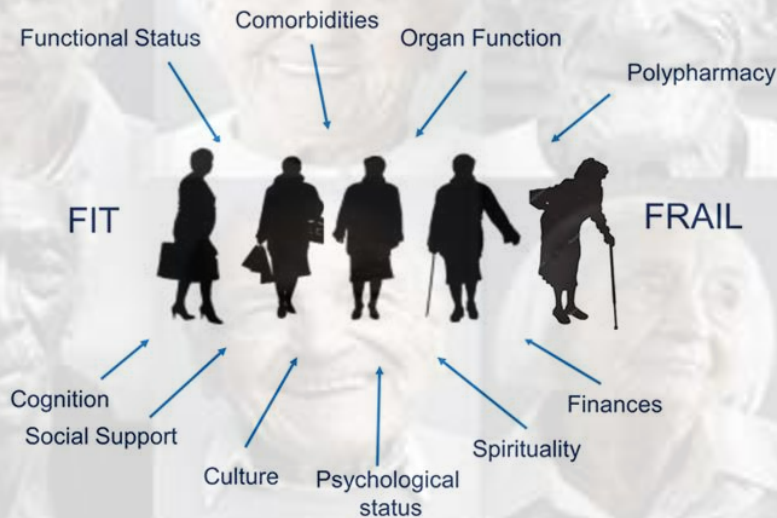 Comorbidities
Functional Status
Organ Function
Polypharmacy
FIT
FRAIL
Cognition
Finances
Social Support
Spirituality
Culture
Psychological
status